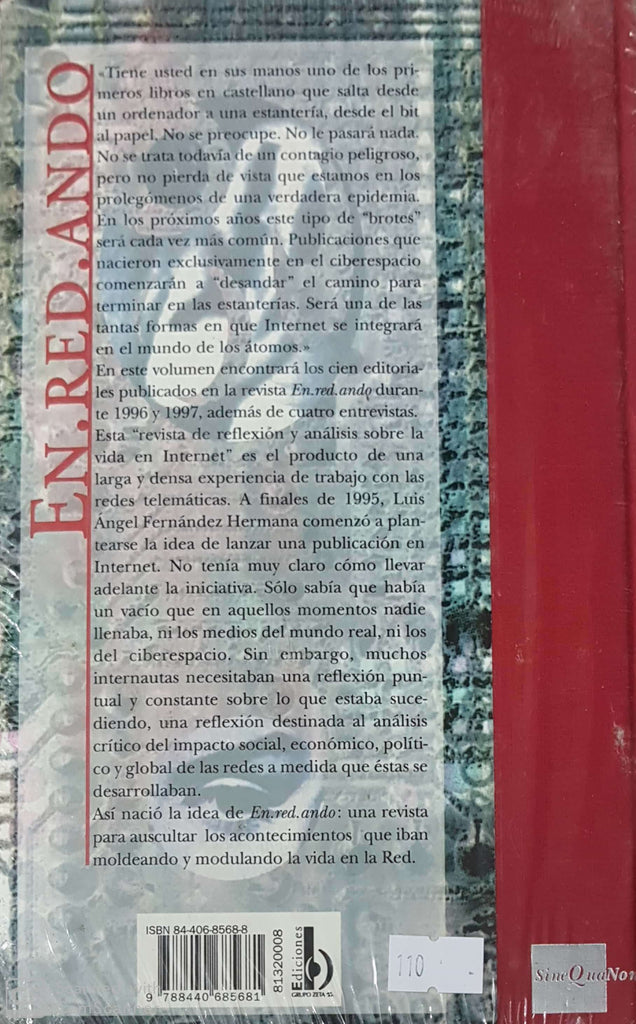 EN.RED.ANDO
«Tiene usted en sus manos uno de los pri-
meros libros en castellano que salta desde
un ordenador a una estantería, desde el bit
al papel. No se preocupe. No le pasará nada.
No se trata todavía de un contagio peligroso,
pero no pierda de vista que estamos en los
prolegómenos de una verdadera epidemia.
En los próximos años este tipo de “brotes”
será cada vez más común. Publicaciones que
nacieron exclusivamente en el ciberespacio
comenzarán a “desandar” el camino para
terminar en las estanterías. Será una de las
tantas formas en que Internet se integrará
en el mundo de los átomos.»
En este volumen encontrará los cien editoria-
les publicados en la revista En.red.ando duran-
te 1996 y 1997, además de cuatro entrevistas.
Esta “revista de reflexión y análisis sobre la
vida en Internet” es el producto de una
larga y densa experiencia de trabajo con las
redes telemáticas. A finales de 1995, Luis
Ángel Fernández Hermana comenzó a plan-
tearse la idea de lanzar una publicación en
Internet. No tenía muy claro cómo llevar
adelante la iniciativa. Sólo sabía que había
un vacío que en aquellos momentos nadie
llenaba, ni los medios del mundo real, ni los
del ciberespacio. Sin embargo, muchos
internautas necesitaban una reflexión pun-
tual y constante sobre lo que estaba suce-
diendo, una reflexión destinada al análisis
crítico del impacto social, económico, políti-
co y global de las redes a medida que éstas se
desarrollaban.
Así nació la idea de En.red.ando: una revista
para auscultar los acontecimientos que iban
moldeando y modulando la vida en la Red.
ISBN 84-406-8568-8
9 788440 685681
81320008
Ediciones
GRUPO ZETA
110
SineQuaNon